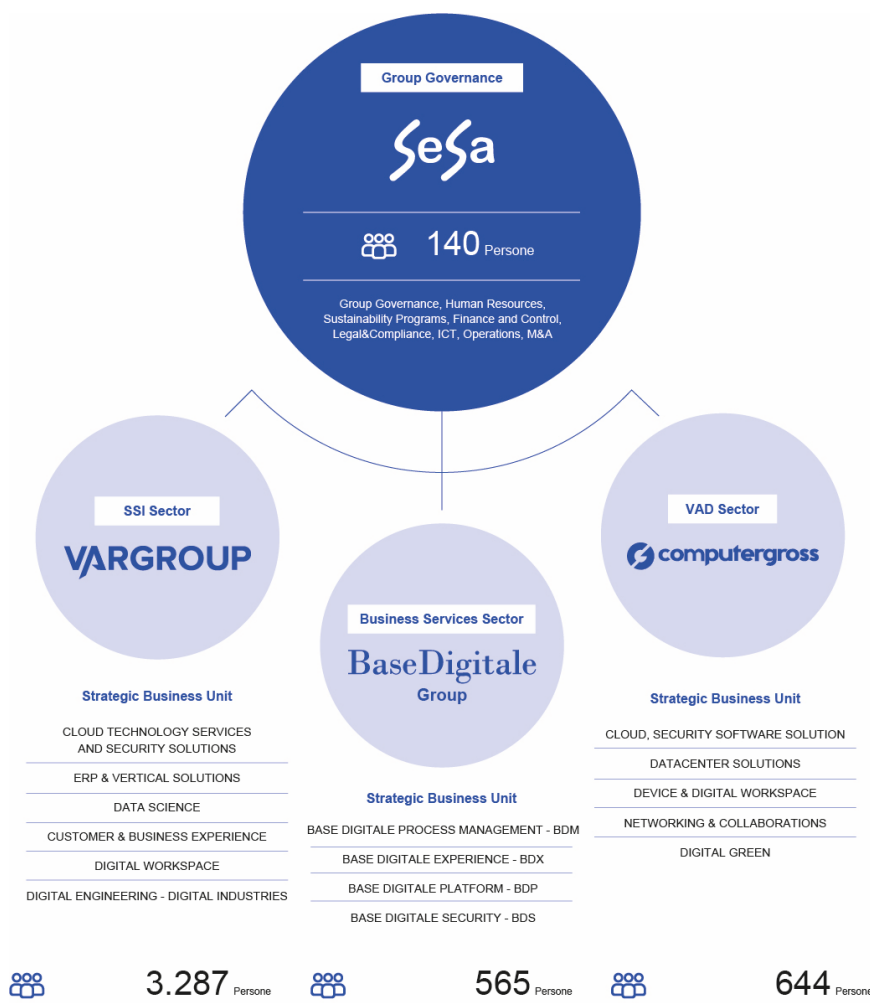 Group Governance
SeSa
140 Persone
Group Governance, Human Resources,
Sustainability Programs, Finance and Control,
Legal&Compliance, ICT, Operations, M&A
SSI Sector
VARGROUP
Strategic Business Unit
CLOUD TECHNOLOGY SERVICES
AND SECURITY SOLUTIONS
ERP & VERTICAL SOLUTIONS
DATA SCIENCE
CUSTOMER & BUSINESS EXPERIENCE
DIGITAL WORKSPACE
DIGITAL ENGINEERING - DIGITAL INDUSTRIES
3.287 Persone
Business Services Sector
BaseDigitale
Group
Strategic Business Unit
BASE DIGITALE PROCESS MANAGEMENT - BDM
BASE DIGITALE EXPERIENCE - BDX
BASE DIGITALE PLATFORM - BDP
BASE DIGITALE SECURITY - BDS
565 Persone
VAD Sector
computergross
Strategic Business Unit
CLOUD, SECURITY SOFTWARE SOLUTION
DATACENTER SOLUTIONS
DEVICE & DIGITAL WORKSPACE
NETWORKING & COLLABORATIONS
DIGITAL GREEN
644 Persone